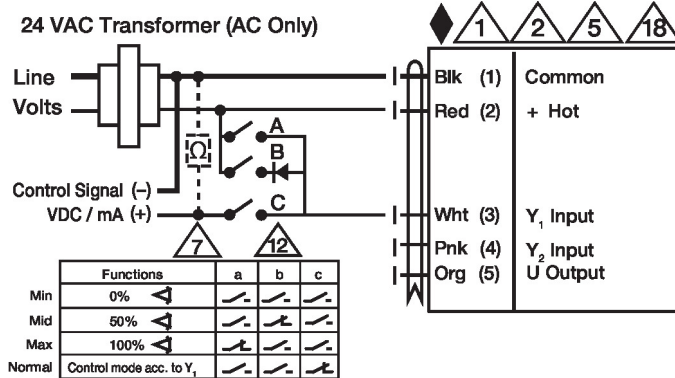 24 VAC Transformer (AC Only)
1 2 5 18
Line
Volts
Blk (1) Common
Red (2) + Hot
A
B
C
Ω
Control Signal (−)
VDC / mA (+)
Wht (3) Y₁ Input
Pnk (4) Y₂ Input
Org (5) U Output
7 12
Functions a b c
Min 0%
Mid 50%
Max 100%
Normal Control mode acc. to Y₁